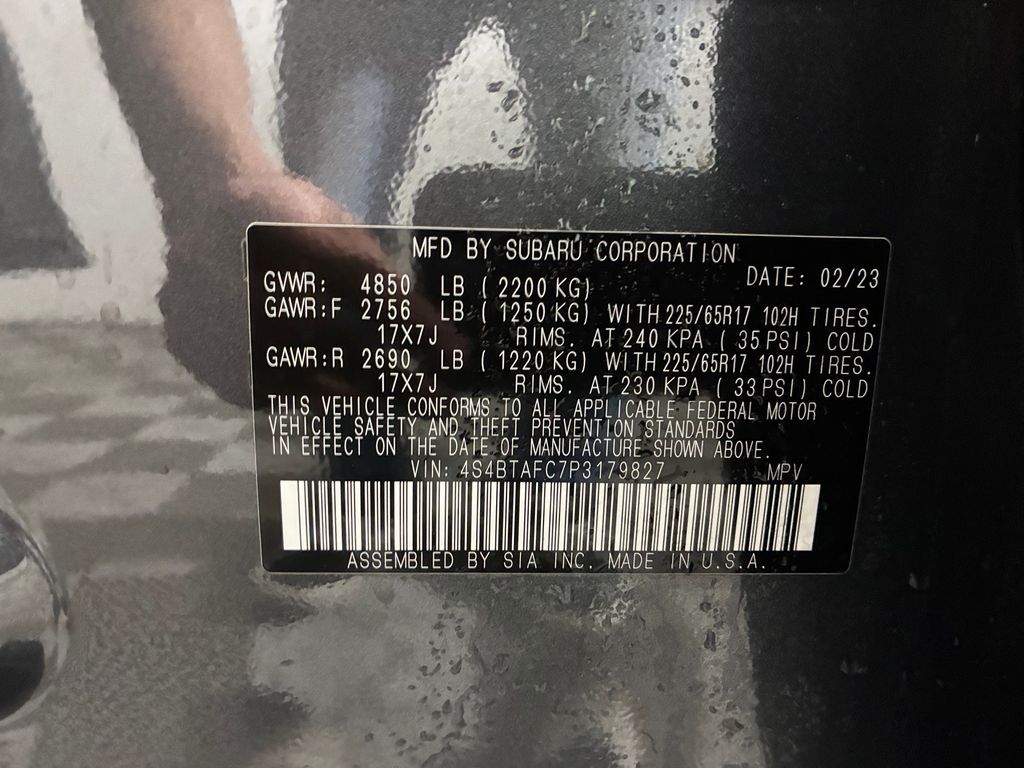 MFD BY SUBARU CORPORATION
GVWR: 4850 LB (2200 KG) DATE: 02/23
GAWR:F 2756 LB (1250 KG) WITH 225/65R17 102H TIRES.
17X7J RIMS. AT 240 KPA (35 PSI) COLD
GAWR:R 2690 LB (1220 KG) WITH 225/65R17 102H TIRES.
17X7J RIMS. AT 230 KPA (33 PSI) COLD
THIS VEHICLE CONFORMS TO ALL APPLICABLE FEDERAL MOTOR
VEHICLE SAFETY AND THEFT PREVENTION STANDARDS
IN EFFECT ON THE DATE OF MANUFACTURE SHOWN ABOVE.
VIN: 4S4BTAFC7P3179827 MPV
ASSEMBLED BY SIA INC. MADE IN U.S.A.